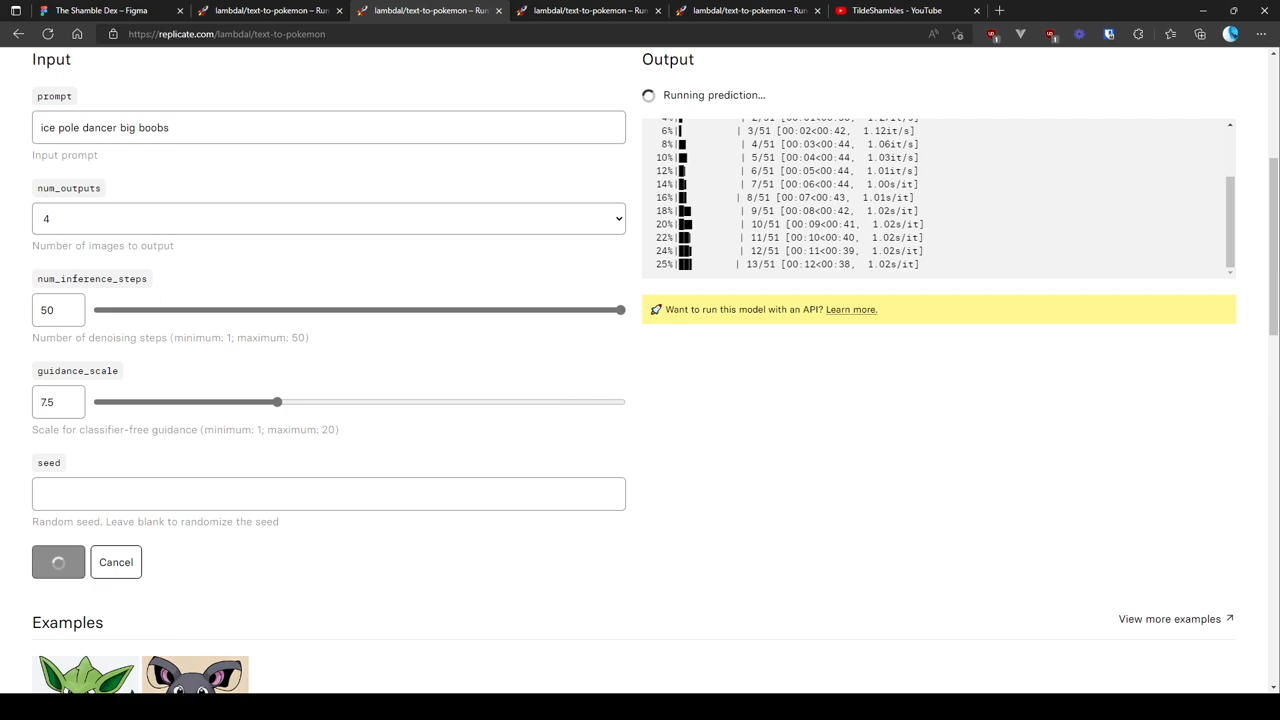 The Shamble Dex – Figma
lambdal/text-to-pokemon – Run
lambdal/text-to-pokemon – Run
lambdal/text-to-pokemon – Run
lambdal/text-to-pokemon – Run
TildeShambles - YouTube
https://replicate.com/lambdal/text-to-pokemon
Input
prompt
ice pole dancer big boobs
Input prompt
num_outputs
4
Number of images to output
num_inference_steps
50
Number of denoising steps (minimum: 1; maximum: 50)
guidance_scale
7.5
Scale for classifier-free guidance (minimum: 1; maximum: 20)
seed
Random seed. Leave blank to randomize the seed
Cancel
Output
Running prediction...
6%| | 3/51 [00:02<00:42, 1.12it/s]
8%| | 4/51 [00:03<00:44, 1.06it/s]
10%| | 5/51 [00:04<00:44, 1.03it/s]
12%| | 6/51 [00:05<00:44, 1.01it/s]
14%| | 7/51 [00:06<00:44, 1.00s/it]
16%| | 8/51 [00:07<00:43, 1.01s/it]
18%| | 9/51 [00:08<00:42, 1.02s/it]
20%| | 10/51 [00:09<00:41, 1.02s/it]
22%| | 11/51 [00:10<00:40, 1.02s/it]
24%| | 12/51 [00:11<00:39, 1.02s/it]
25%| | 13/51 [00:12<00:38, 1.02s/it]
Want to run this model with an API? Learn more.
Examples
View more examples